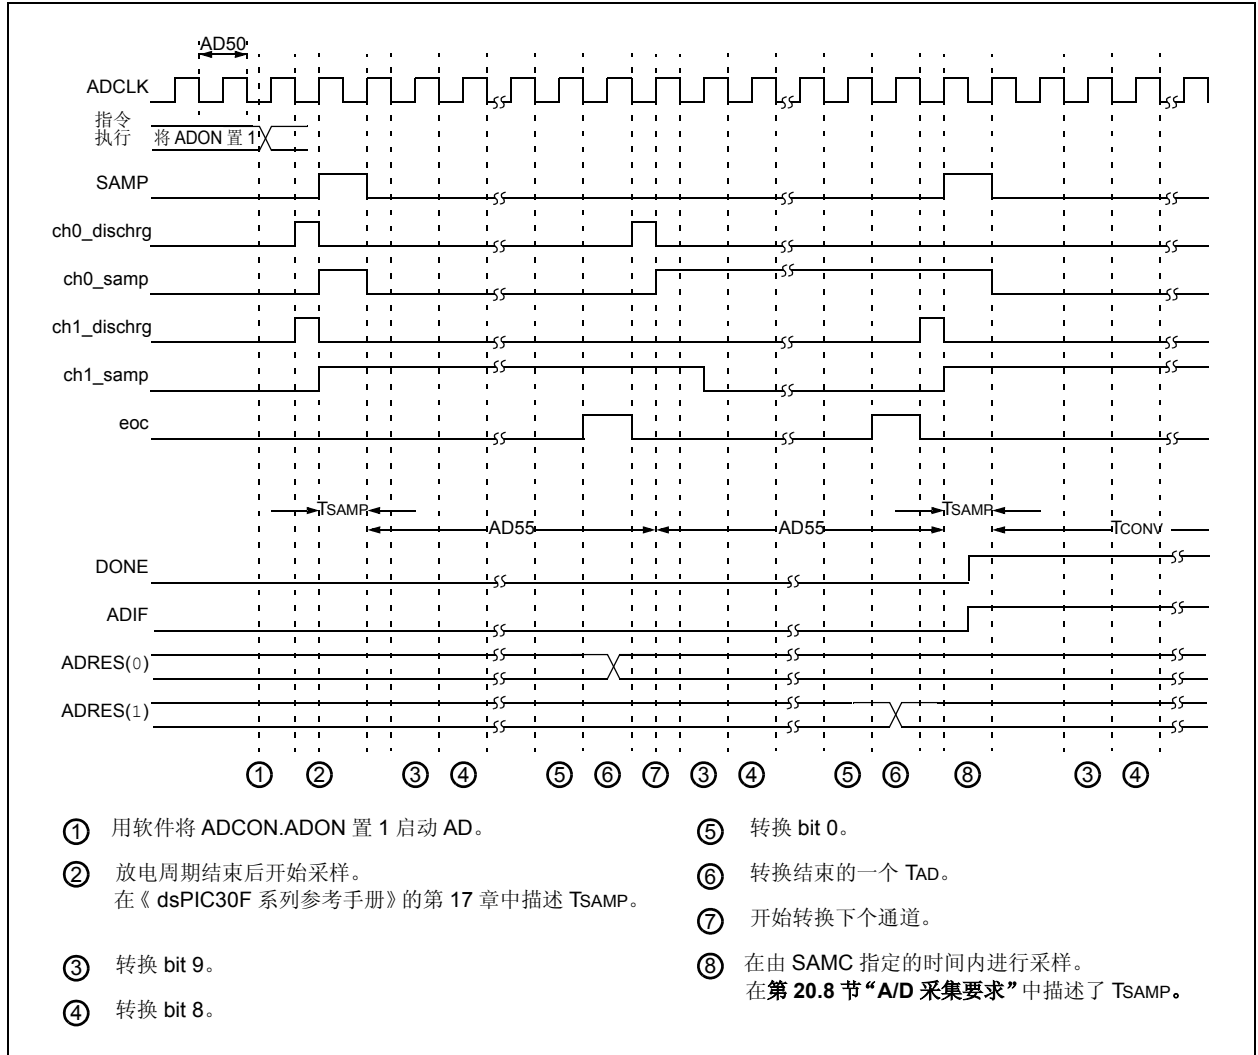 AD50
ADCLK
指令
执行 将 ADON 置 1
SAMP
ch0_dischrg
ch0_samp
ch1_dischrg
ch1_samp
eoc
TSAMP TSAMP
AD55 AD55 TCONV
DONE
ADIF
ADRES(0)
ADRES(1)
① ② ③ ④ ⑤ ⑥ ⑦ ③ ④ ⑤ ⑥ ⑧ ③ ④
① 用软件将 ADCON.ADON 置 1 启动 AD。
② 放电周期结束后开始采样。
在《 dsPIC30F 系列参考手册》的第 17 章中描述 TSAMP。
③ 转换 bit 9。
④ 转换 bit 8。
⑤ 转换 bit 0。
⑥ 转换结束的一个 TAD。
⑦ 开始转换下个通道。
⑧ 在由 SAMC 指定的时间内进行采样。
在第 20.8 节“A/D 采集要求”中描述了 TSAMP。